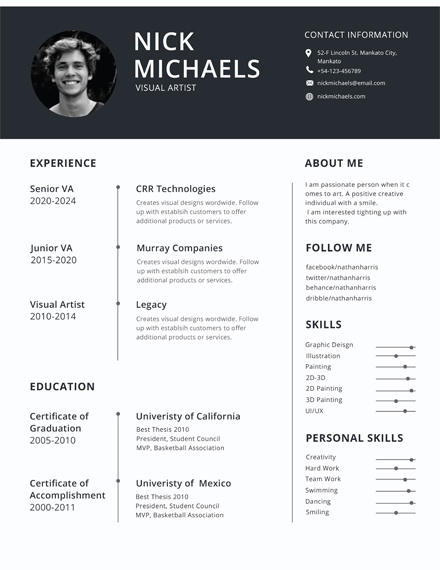 NICK
MICHAELS
VISUAL ARTIST
CONTACT INFORMATION
52-F Lincoln St. Mankato City,
Mankato
+54-123-456789
nickmichaels@email.com
nickmichaels.com
EXPERIENCE
Senior VA
2020-2024
CRR Technologies
Creates visual designs wordwide. Follow
up with establsih customers to offer
additional products or services.
Junior VA
2015-2020
Murray Companies
Creates visual designs wordwide. Follow
up with establsih customers to offer
additional products or services.
Visual Artist
2010-2014
Legacy
Creates visual designs wordwide. Follow
up with establsih customers to offer
additional products or services.
EDUCATION
Certificate of
Graduation
2005-2010
Univeristy of California
Best Thesis 2010
President, Student Council
MVP, Basketball Association
Certificate of
Accomplishment
2000-2011
Univeristy of Mexico
Best Thesis 2010
President, Student Council
MVP, Basketball Association
ABOUT ME
I am passionate person when it c
omes to art. A positive creative
individual with a smile.
I am interested tighting up with
this company.
FOLLOW ME
facebook/nathanharris
twitter/nathanharris
behance/nathanharris
dribble/nathanharris
SKILLS
Graphic Deisgn
Illustration
Painting
2D-3D
2D Painting
3D Painting
UI/UX
PERSONAL SKILLS
Creativity
Hard Work
Team Work
Swimming
Dancing
Smiling